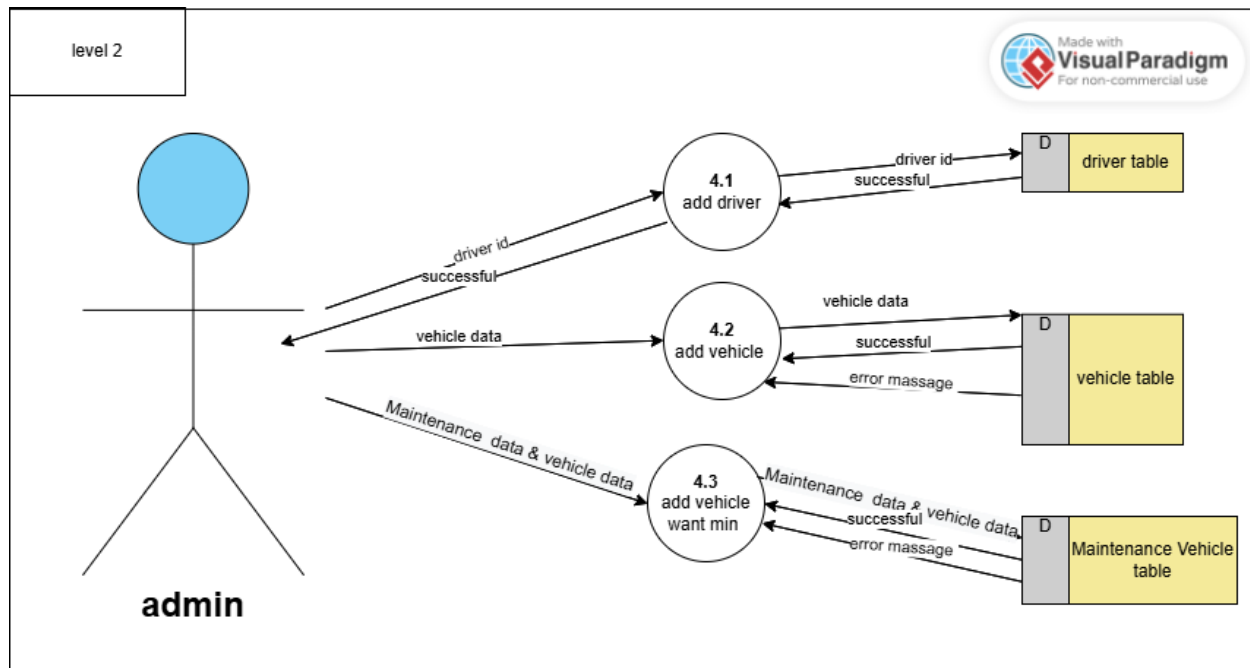 level 2
Made with
Visual Paradigm
For non-commercial use
4.1
add driver
driver id
successful
D
driver table
driver id
successful
4.2
add vehicle
vehicle data
vehicle data
successful
error massage
D
vehicle table
Maintenance data & vehicle data
4.3
add vehicle
want min
Maintenance data & vehicle data
successful
error massage
D
Maintenance Vehicle
table
admin